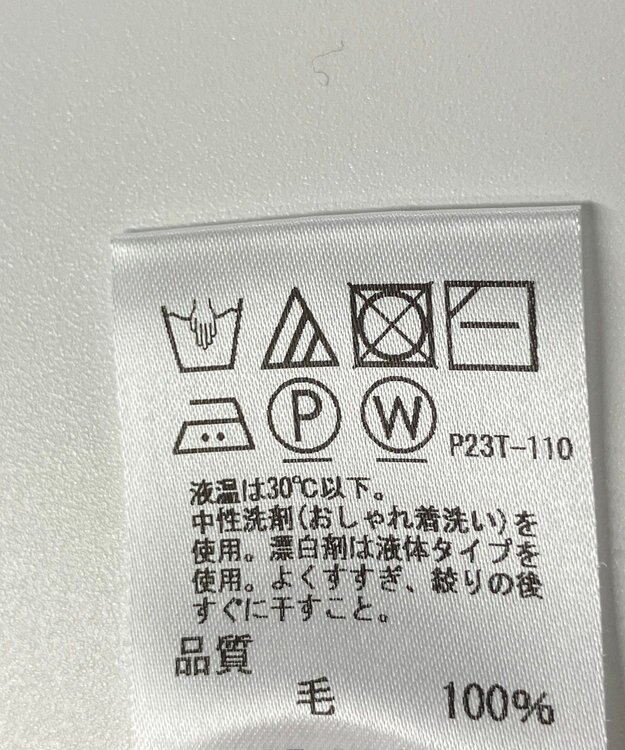 P W P23T-110
液温は30℃以下。
中性洗剤(おしゃれ着洗い)を
使用。漂白剤は液体タイプを
使用。よくすすぎ、絞りの後
すぐに干すこと。
品質
毛 100%